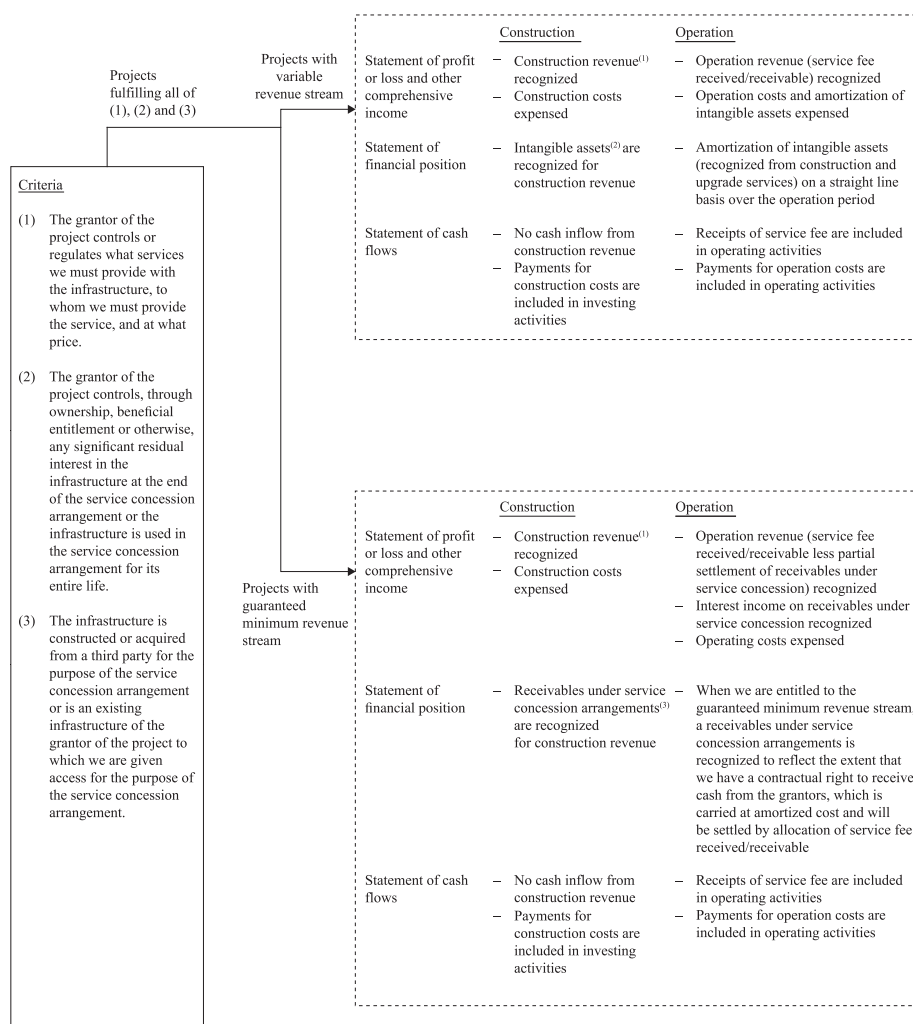 Projects
fulfilling all of
(1), (2) and (3)
Criteria
(1) The grantor of the
project controls or
regulates what services
we must provide with
the infrastructure, to
whom we must provide
the service, and at what
price.
(2) The grantor of the
project controls, through
ownership, beneficial
entitlement or otherwise,
any significant residual
interest in the
infrastructure at the end
of the service concession
arrangement or the
infrastructure is used in
the service concession
arrangement for its
entire life.
(3) The infrastructure is
constructed or acquired
from a third party for the
purpose of the service
concession arrangement
or is an existing
infrastructure of the
grantor of the project to
which we are given
access for the purpose of
the service concession
arrangement.
Projects with
variable
revenue stream
Construction
Operation
Statement of profit
or loss and other
comprehensive
income
– Construction revenue(1)
recognized
– Construction costs
expensed
– Operation revenue (service fee
received/receivable) recognized
– Operation costs and amortization of
intangible assets expensed
Statement of
financial position
– Intangible assets(2) are
recognized for
construction revenue
– Amortization of intangible assets
(recognized from construction and
upgrade services) on a straight line
basis over the operation period
Statement of cash
flows
– No cash inflow from
construction revenue
– Payments for
construction costs are
included in investing
activities
– Receipts of service fee are included
in operating activities
– Payments for operation costs are
included in operating activities
Projects with
guaranteed
minimum revenue
stream
Construction
Operation
Statement of profit
or loss and other
comprehensive
income
– Construction revenue(1)
recognized
– Construction costs
expensed
– Operation revenue (service fee
received/receivable less partial
settlement of receivables under
service concession) recognized
– Interest income on receivables under
service concession recognized
– Operating costs expensed
Statement of
financial position
– Receivables under service
concession arrangements(3)
are recognized
for construction revenue
– When we are entitled to the
guaranteed minimum revenue stream,
a receivables under service
concession arrangements is
recognized to reflect the extent that
we have a contractual right to receive
cash from the grantors, which is
carried at amortized cost and will
be settled by allocation of service fee
received/receivable
Statement of cash
flows
– No cash inflow from
construction revenue
– Payments for
construction costs are
included in investing
activities
– Receipts of service fee are included
in operating activities
– Payments for operation costs are
included in operating activities